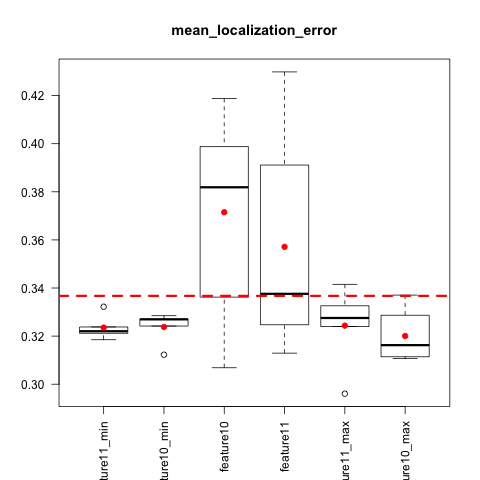 mean_localization_error
0.42
0.40
0.38
0.36
0.34
0.32
0.30
ture11_min
ture10_min
feature10
feature11
ure11_max
ure10_max